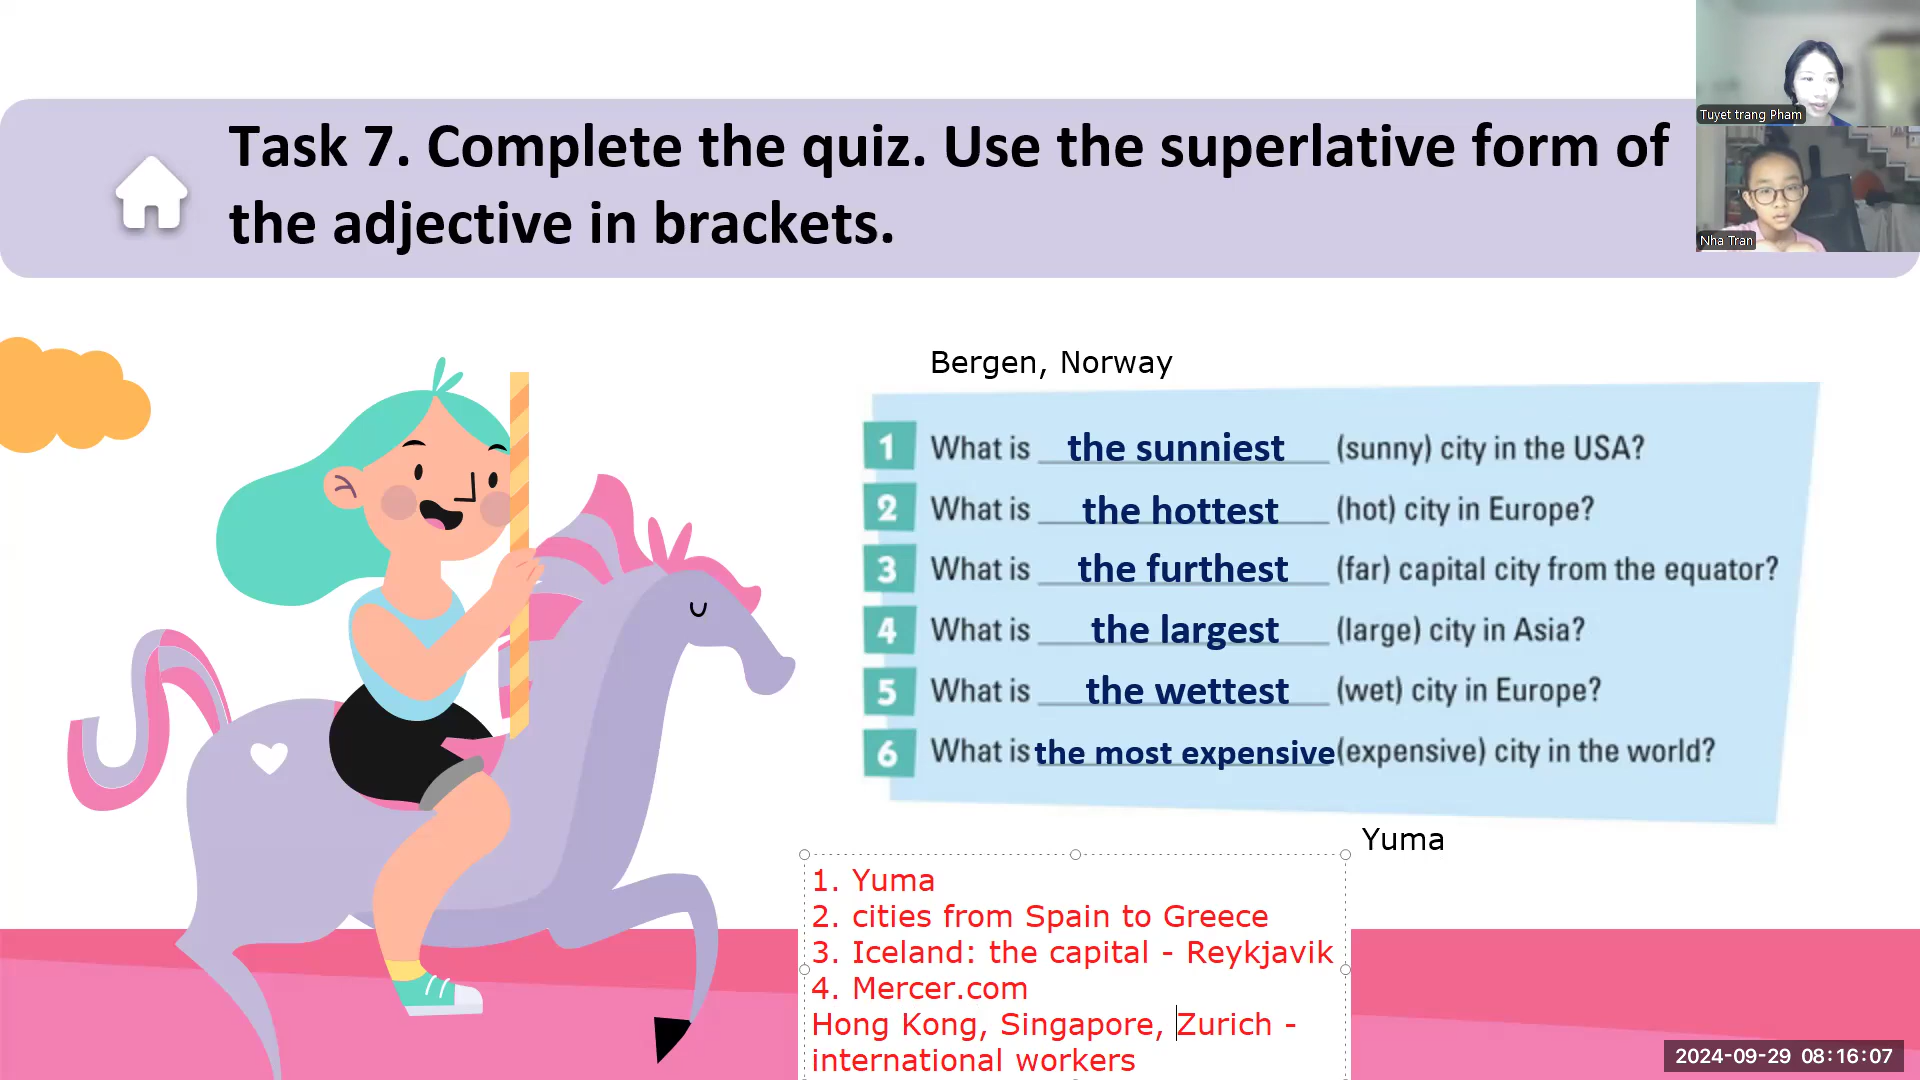 Task 7. Complete the quiz. Use the superlative form of
the adjective in brackets.
Tuyet trang Pham
Nha Tran
Bergen, Norway
1 What is the sunniest (sunny) city in the USA?
2 What is the hottest (hot) city in Europe?
3 What is the furthest (far) capital city from the equator?
4 What is the largest (large) city in Asia?
5 What is the wettest (wet) city in Europe?
6 What is the most expensive (expensive) city in the world?
Yuma
1. Yuma
2. cities from Spain to Greece
3. Iceland: the capital - Reykjavik
4. Mercer.com
Hong Kong, Singapore, Zurich -
international workers
2024-09-29 08:16:07